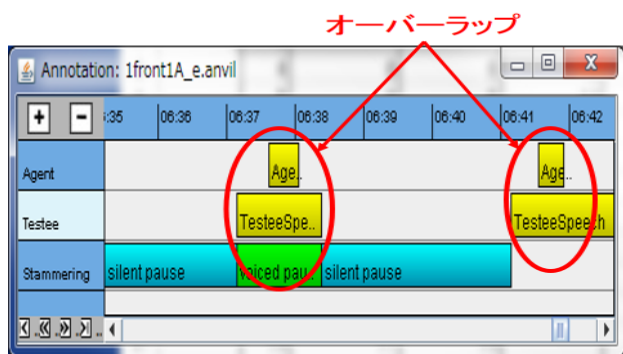 オーバーラップ
Annotation: 1front1A_e.anvil
+ - :35 06:36 06:37 06:38 06:39 06:40 06:41 06:42
Agent Age.. Age..
Testee TesteeSpe.. TesteeSpeech
Stammering silent pause voiced pau.. silent pause